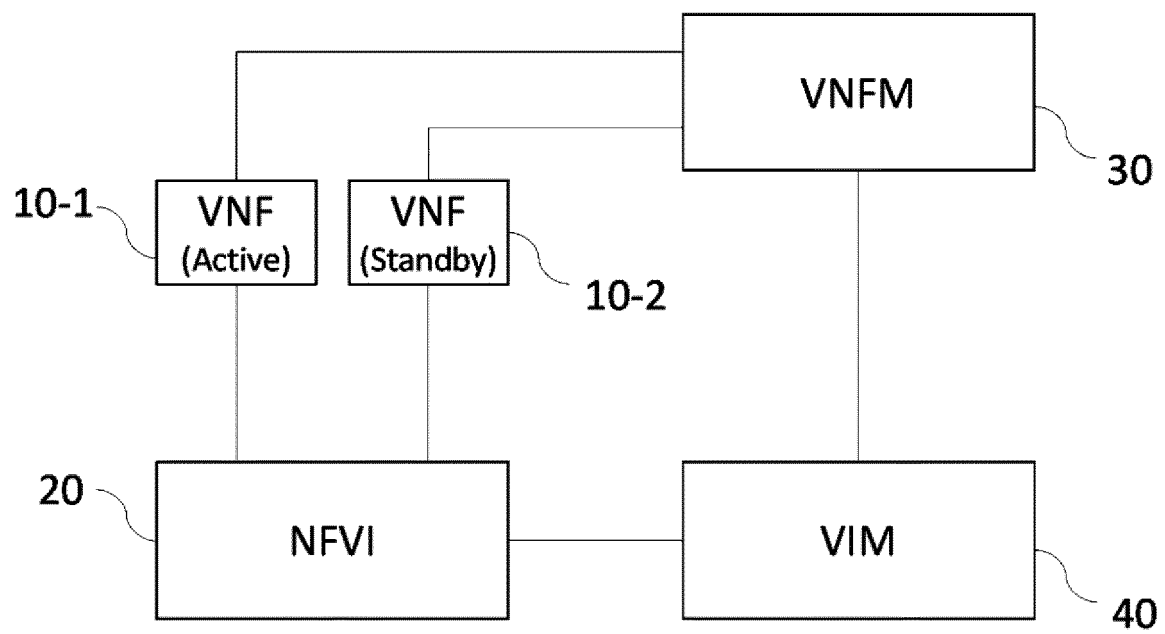 VNFM
30
10-1
VNF
(Active)
VNF
(Standby)
10-2
20
NFVI
VIM
40